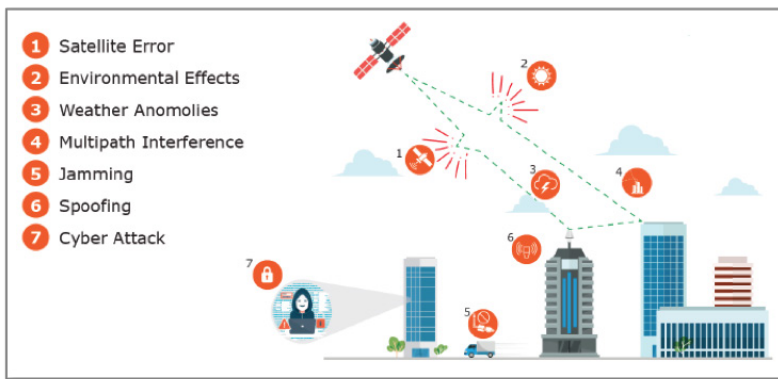 1 Satellite Error
2 Environmental Effects
3 Weather Anomolies
4 Multipath Interference
5 Jamming
6 Spoofing
7 Cyber Attack
2
1
3
4
6
7
5